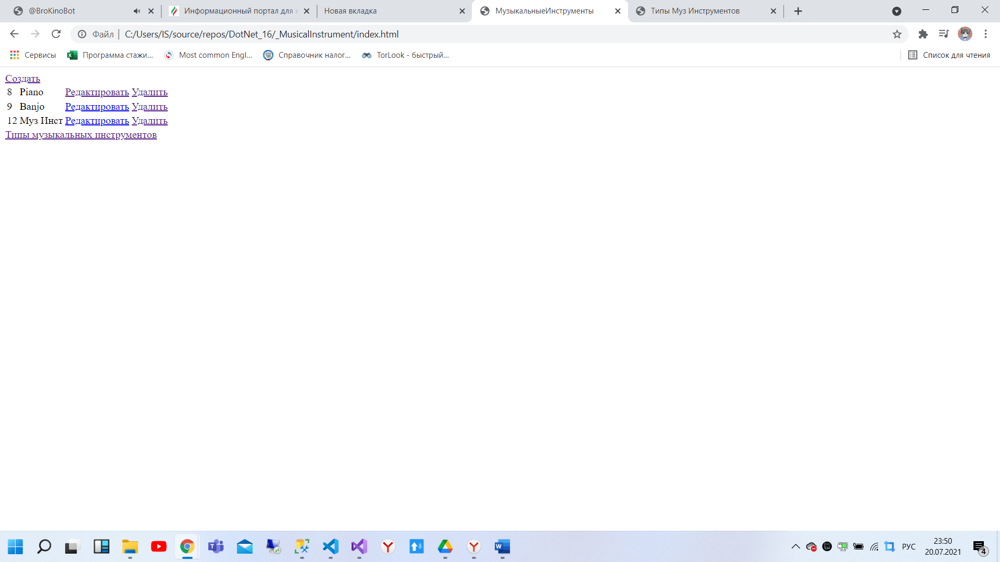 @BroKinoBot
Информационный портал для к
Новая вкладка
МузыкальныеИнструменты
Типы Муз Инструментов
Файл | C:/Users/IS/source/repos/DotNet_16/_MusicalInstrument/index.html
Сервисы
Программа стажи...
Most common Engl...
Справочник налог...
TorLook - быстрый...
Список для чтения
Создать
8 Piano Редактировать Удалить
9 Banjo Редактировать Удалить
12 Муз Инст Редактировать Удалить
Типы музыкальных инструментов
РУС
23:50
20.07.2021
4